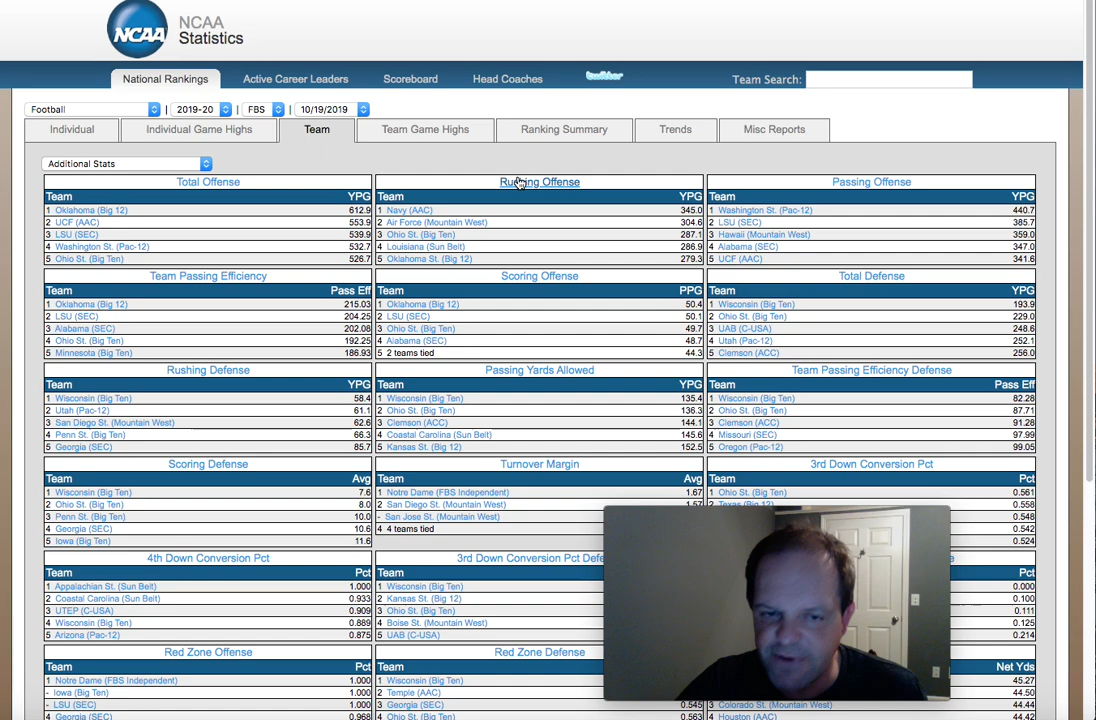 NCAA
NCAA
Statistics
National Rankings Active Career Leaders Scoreboard Head Coaches twitter Team Search:
Football | 2019-20 | FBS | 10/19/2019
Individual Individual Game Highs Team Team Game Highs Ranking Summary Trends Misc Reports
Additional Stats
Total Offense
Team YPG
1 Oklahoma (Big 12) 612.9
2 UCF (AAC) 553.9
3 LSU (SEC) 539.9
4 Washington St. (Pac-12) 532.7
5 Ohio St. (Big Ten) 526.7
Rushing Offense
Team YPG
1 Navy (AAC) 345.0
2 Air Force (Mountain West) 304.6
3 Ohio St. (Big Ten) 287.1
4 Louisiana (Sun Belt) 286.9
5 Oklahoma St. (Big 12) 279.3
Passing Offense
Team YPG
1 Washington St. (Pac-12) 440.7
2 LSU (SEC) 385.7
3 Hawaii (Mountain West) 359.0
4 Alabama (SEC) 347.0
5 UCF (AAC) 341.6
Team Passing Efficiency
Team Pass Eff
1 Oklahoma (Big 12) 215.03
2 LSU (SEC) 204.25
3 Alabama (SEC) 202.08
4 Ohio St. (Big Ten) 192.25
5 Minnesota (Big Ten) 186.93
Scoring Offense
Team PPG
1 Oklahoma (Big 12) 50.4
2 LSU (SEC) 50.1
3 Ohio St. (Big Ten) 49.7
4 Alabama (SEC) 48.7
5 2 teams tied 44.3
Total Defense
Team YPG
1 Wisconsin (Big Ten) 193.9
2 Ohio St. (Big Ten) 229.0
3 UAB (C-USA) 248.6
4 Utah (Pac-12) 252.1
5 Clemson (ACC) 256.0
Rushing Defense
Team YPG
1 Wisconsin (Big Ten) 58.4
2 Utah (Pac-12) 61.1
3 San Diego St. (Mountain West) 62.6
4 Penn St. (Big Ten) 66.3
5 Georgia (SEC) 85.7
Passing Yards Allowed
Team YPG
1 Wisconsin (Big Ten) 135.4
2 Ohio St. (Big Ten) 136.3
3 Clemson (ACC) 144.1
4 Coastal Carolina (Sun Belt) 145.6
5 Kansas St. (Big 12) 152.5
Team Passing Efficiency Defense
Team Pass Eff
1 Wisconsin (Big Ten) 82.28
2 Ohio St. (Big Ten) 87.71
3 Clemson (ACC) 91.28
4 Missouri (SEC) 97.99
5 Oregon (Pac-12) 99.05
Scoring Defense
Team Avg
1 Wisconsin (Big Ten) 7.6
2 Ohio St. (Big Ten) 8.0
3 Penn St. (Big Ten) 10.0
4 Georgia (SEC) 10.6
5 Iowa (Big Ten) 11.6
Turnover Margin
Team Avg
1 Notre Dame (FBS Independent) 1.67
2 San Diego St. (Mountain West) 1.57
- San Jose St. (Mountain West)
4 4 teams tied
3rd Down Conversion Pct
Team Pct
1 Ohio St. (Big Ten) 0.561
2 Texas (Big 12) 0.558
0.548
0.542
0.524
4th Down Conversion Pct
Team Pct
1 Appalachian St. (Sun Belt) 1.000
2 Coastal Carolina (Sun Belt) 0.933
3 UTEP (C-USA) 0.909
4 Wisconsin (Big Ten) 0.889
5 Arizona (Pac-12) 0.875
3rd Down Conversion Pct Defe
Team
1 Wisconsin (Big Ten)
2 Kansas St. (Big 12)
3 Ohio St. (Big Ten)
4 Boise St. (Mountain West)
5 UAB (C-USA)
Pct
0.000
0.100
0.111
0.125
0.214
Red Zone Offense
Team Pct
1 Notre Dame (FBS Independent) 1.000
- Iowa (Big Ten) 1.000
- LSU (SEC) 1.000
4 Georgia (SEC) 0.968
Red Zone Defense
Team
1 Wisconsin (Big Ten)
2 Temple (AAC)
3 Georgia (SEC) 0.545
4 Ohio St. (Big Ten) 0.563
Net Yds
45.27
44.50
3 Colorado St. (Mountain West) 44.44
4 Houston (AAC) 44.42